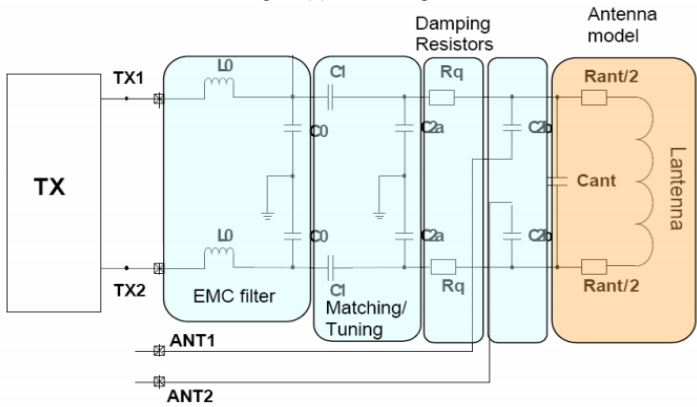 Damping
Resistors
Antenna
model
TX1
L0
C1
Rq
Rant/2
C0
C2a
C2b
TX
Cant
Lantenna
L0
C0
C2a
C2b
TX2
C1
Rq
Rant/2
EMC filter
Matching/
Tuning
ANT1
ANT2